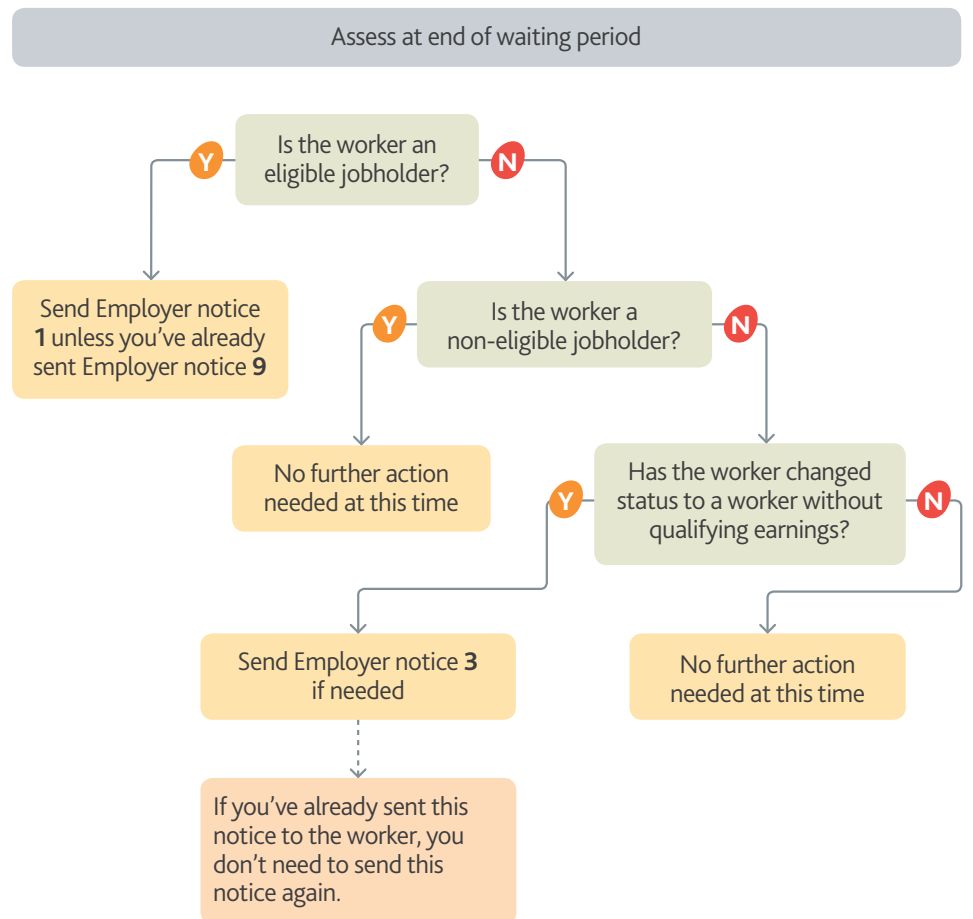 Assess at end of waiting period
Is the worker an
eligible jobholder?
Y
N
Send Employer notice
1 unless you've already
sent Employer notice 9
Is the worker a
non-eligible jobholder?
Y
N
No further action
needed at this time
Has the worker changed
status to a worker without
qualifying earnings?
Y
N
Send Employer notice 3
if needed
No further action
needed at this time
If you've already sent this
notice to the worker, you
don't need to send this
notice again.